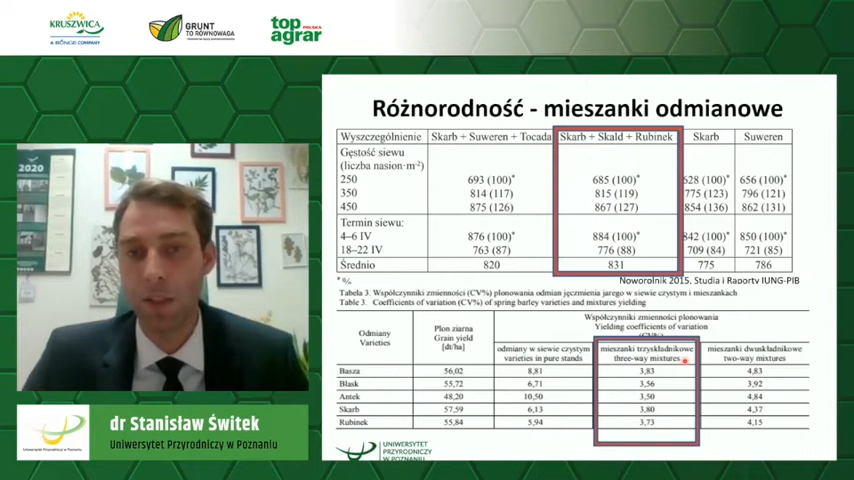 KRUSZWICA
A BUNGE COMPANY
GRUNT
TO RÓWNOWAGA
top
agrar
POLSKA
2020
Różnorodność - mieszanki odmianowe
Wyszczególnienie Skarb + Suweren + Tocada Skarb + Skald + Rubinek Skarb Suweren
Gęstość siewu
(liczba nasion·m⁻²)
250 693 (100)* 685 (100)* 628 (100)* 656 (100)*
350 814 (117) 815 (119) 775 (123) 796 (121)
450 875 (126) 867 (127) 854 (136) 862 (131)
Termin siewu:
4–6 IV 876 (100)* 884 (100)* 842 (100)* 850 (100)*
18–22 IV 763 (87) 776 (88) 709 (84) 721 (85)
Średnio 820 831 775 786
* %
Noworolnik 2015. Studia i Raporty IUNG-PIB
Tabela 3. Współczynniki zmienności (CV%) plonowania odmian jęczmienia jarego w siewie czystym i mieszankach
Table 3. Coefficients of variation (CV%) of spring barley varieties and mixtures yielding
Odmiany
Varieties
Plon ziarna
Grain yield
[dt/ha]
Współczynniki zmienności plonowania
Yielding coefficients of variation
(CV%)
odmiany w siewie czystym
varieties in pure stands
mieszanki trzyskładnikowe
three-way mixtures
mieszanki dwuskładnikowe
two-way mixtures
Basza 56,02 8,81 3,83 4,83
Blask 55,72 6,71 3,56 3,92
Antek 48,20 10,50 3,50 4,84
Skarb 57,59 6,13 3,80 4,37
Rubinek 55,84 5,94 3,73 4,15
UNIWERSYTET
PRZYRODNICZY
W POZNANIU
Uniwersytet Przyrodniczy w Poznaniu
dr Stanisław Świtek
Uniwersytet Przyrodniczy w Poznaniu